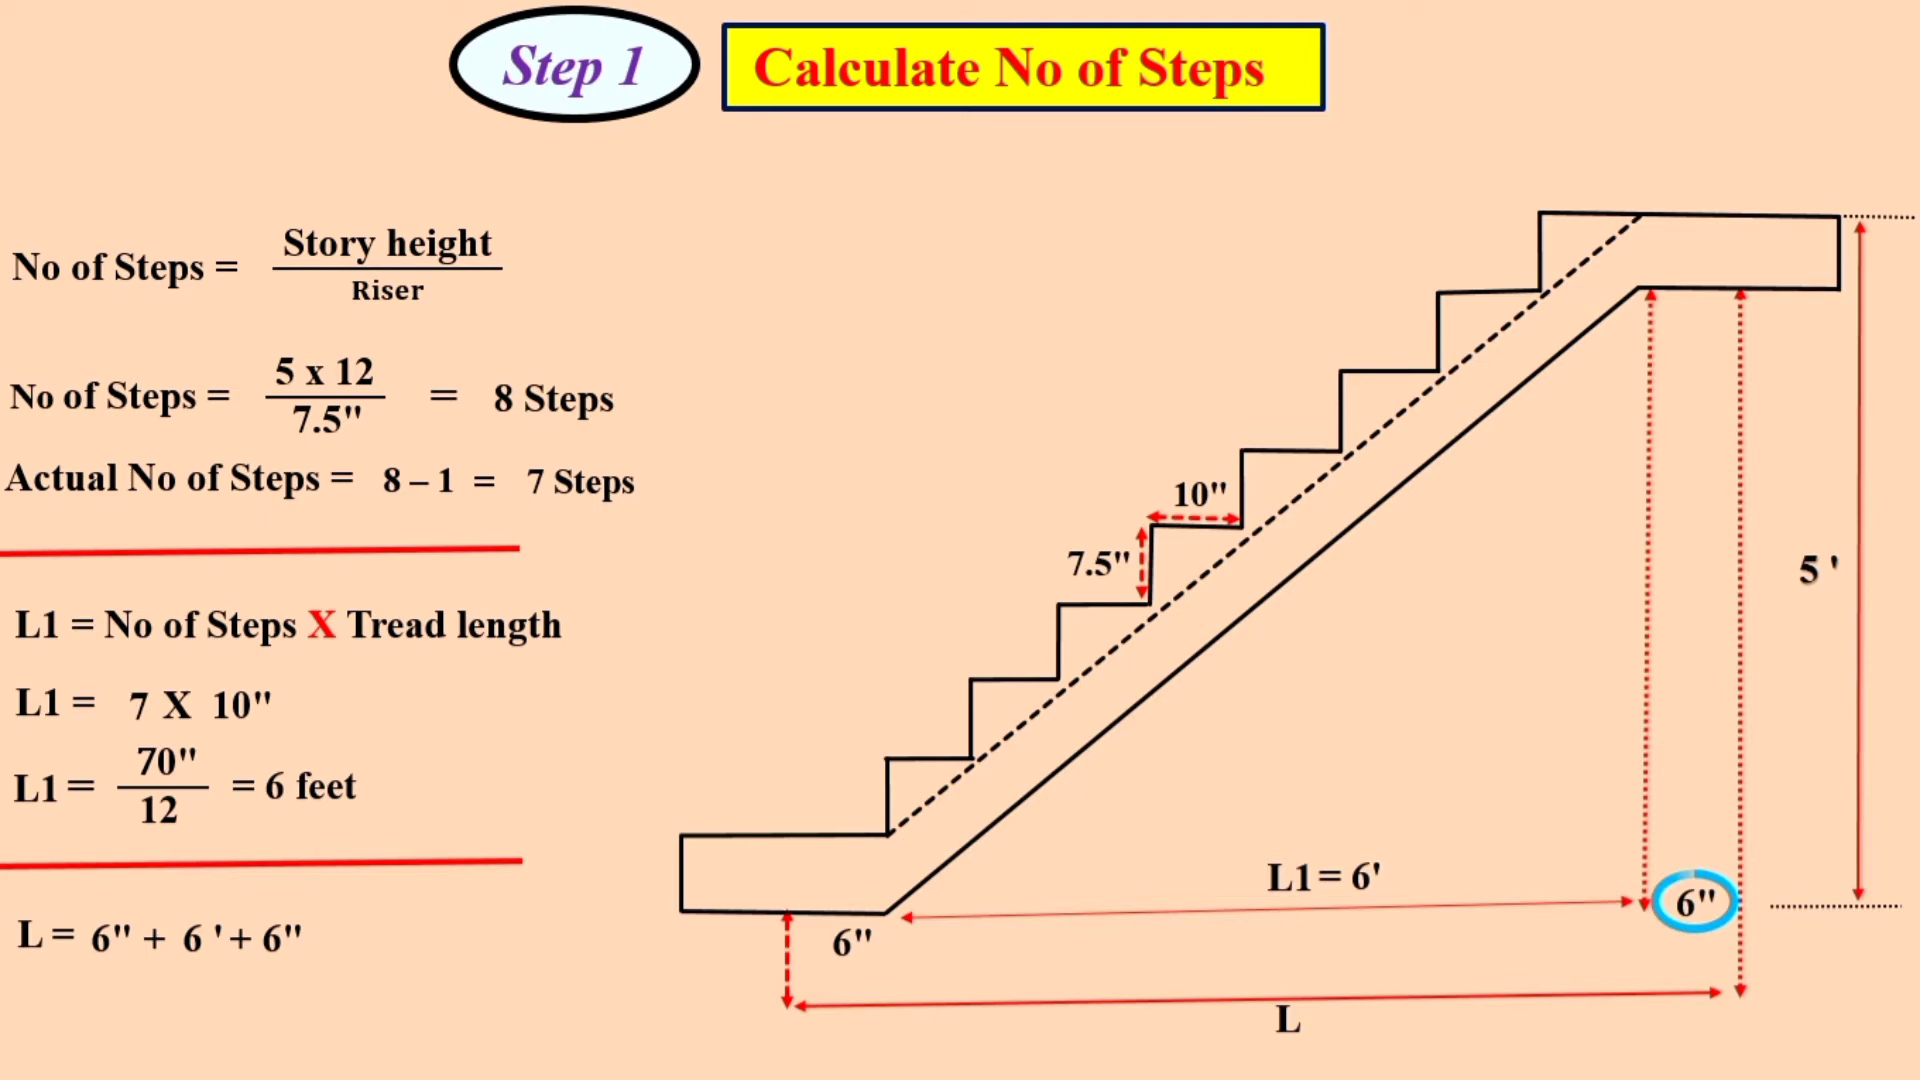 Step 1
Calculate No of Steps
No of Steps = Story height / Riser
No of Steps = 5 x 12 / 7.5" = 8 Steps
Actual No of Steps = 8 – 1 = 7 Steps
L1 = No of Steps X Tread length
L1 = 7 X 10"
L1 = 70" / 12 = 6 feet
L = 6" + 6 ' + 6"
10"
7.5"
5 '
L1 = 6'
6"
6"
L